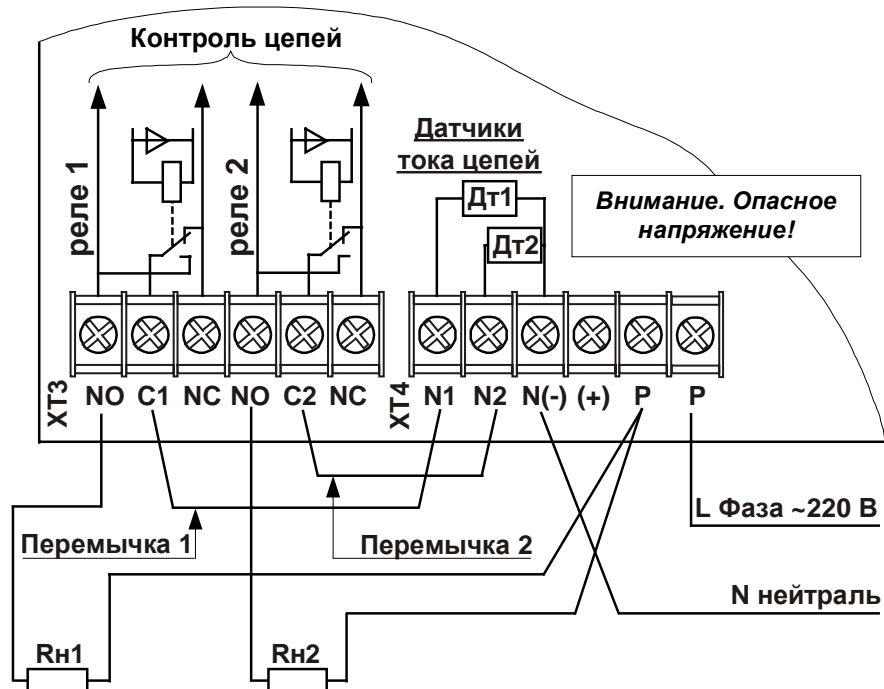 Контроль цепей
реле 1
реле 2
Датчики
тока цепей
Дт1
Дт2
Внимание. Опасное
напряжение!
XT3
NO C1 NC NO C2 NC
XT4
N1 N2 N(-) (+) P P
L Фаза ~220 В
Перемычка 1
Перемычка 2
N нейтраль
Rн1
Rн2